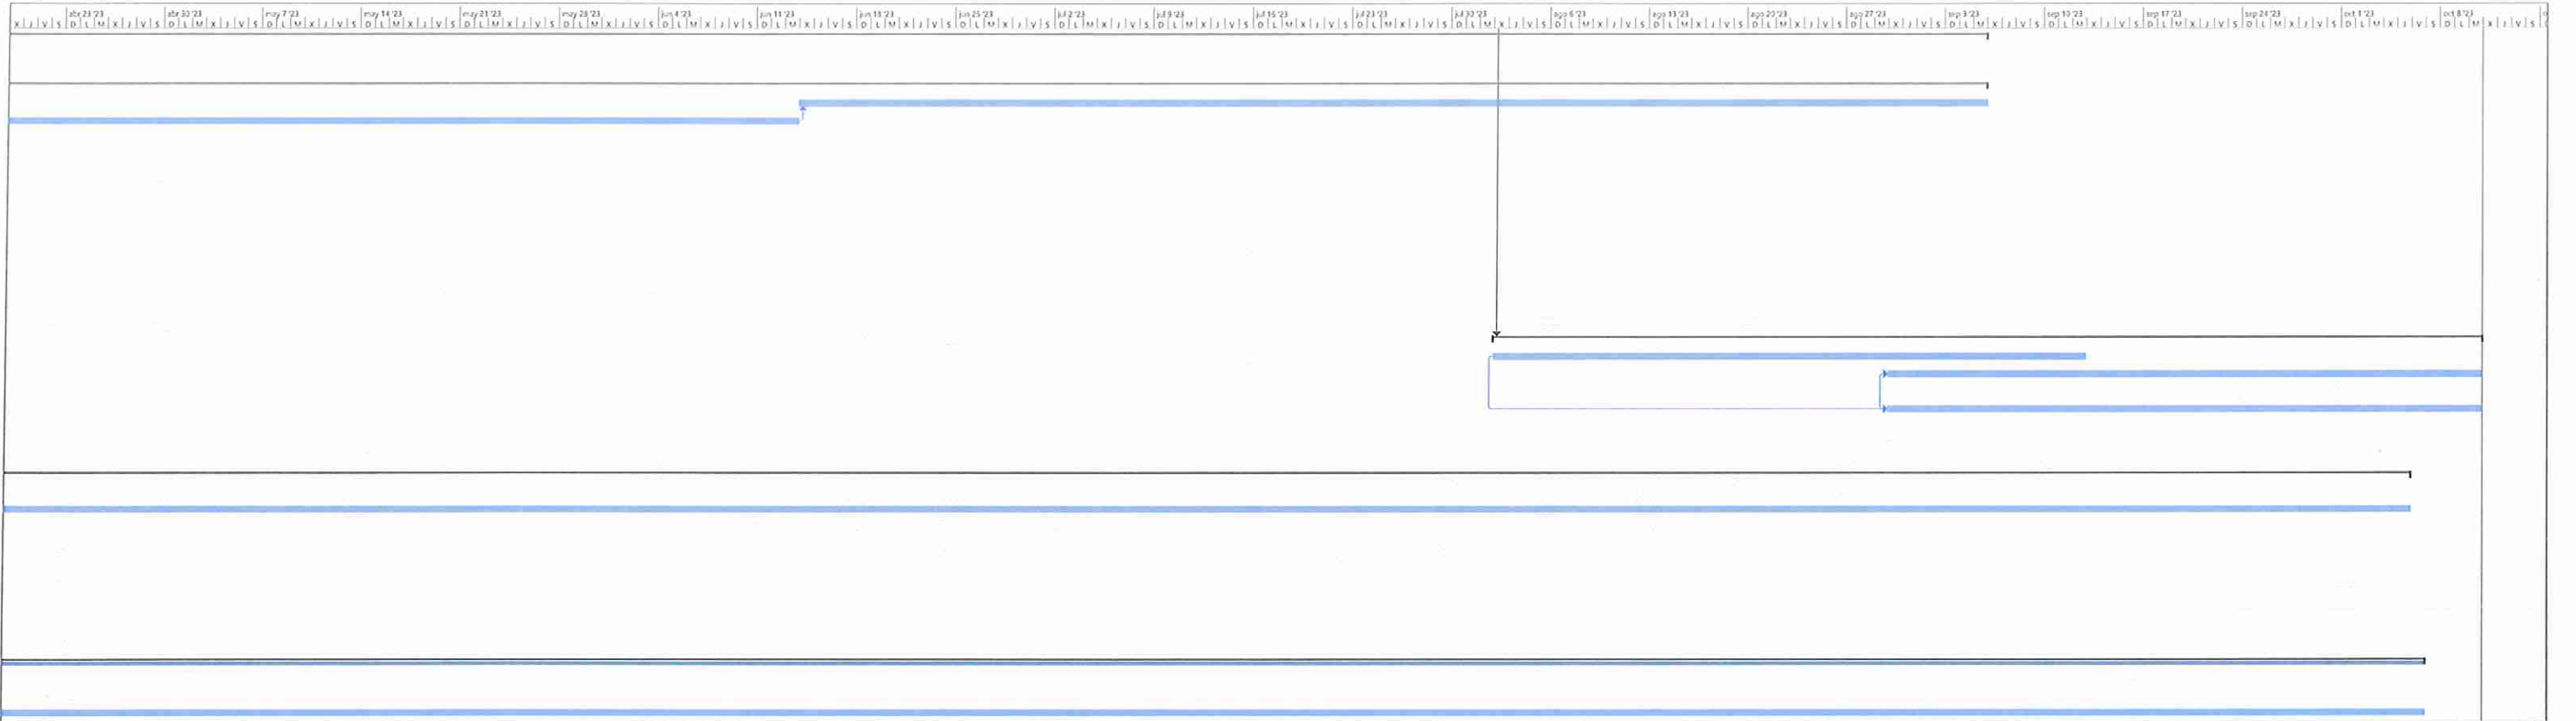 abr 23 '23 abr 30 '23 may 7 '23 may 14 '23 may 21 '23 may 28 '23 jun 4 '23 jun 11 '23 jun 18 '23 jun 25 '23 jul 2 '23 jul 9 '23 jul 16 '23 jul 23 '23 jul 30 '23 ago 6 '23 ago 13 '23 ago 20 '23 ago 27 '23 sep 3 '23 sep 10 '23 sep 17 '23 sep 24 '23 oct 1 '23 oct 8 '23
X J V S D L M X J V S D L M X J V S D L M X J V S D L M X J V S D L M X J V S D L M X J V S D L M X J V S D L M X J V S D L M X J V S D L M X J V S D L M X J V S D L M X J V S D L M X J V S D L M X J V S D L M X J V S D L M X J V S D L M X J V S D L M X J V S D L M X J V S D L M X J V S D L M X J V S D L M X J V S D L M X J V S D L M X J V S D L M X J V S